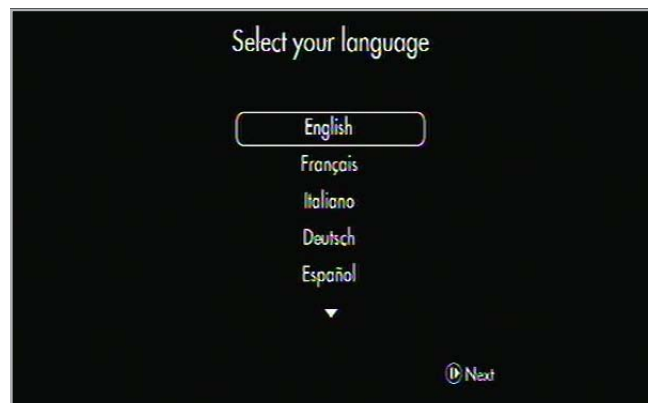 Select your language
English
Français
Italiano
Deutsch
Español
Next